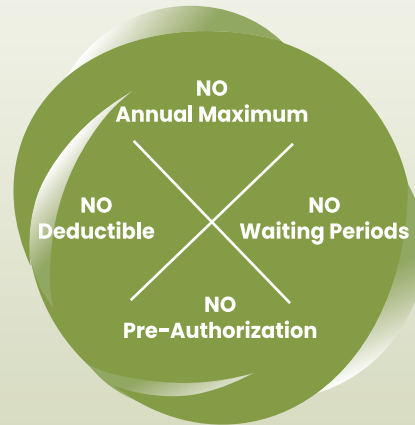 NO
Annual Maximum
NO
Deductible
NO
Waiting Periods
NO
Pre-Authorization